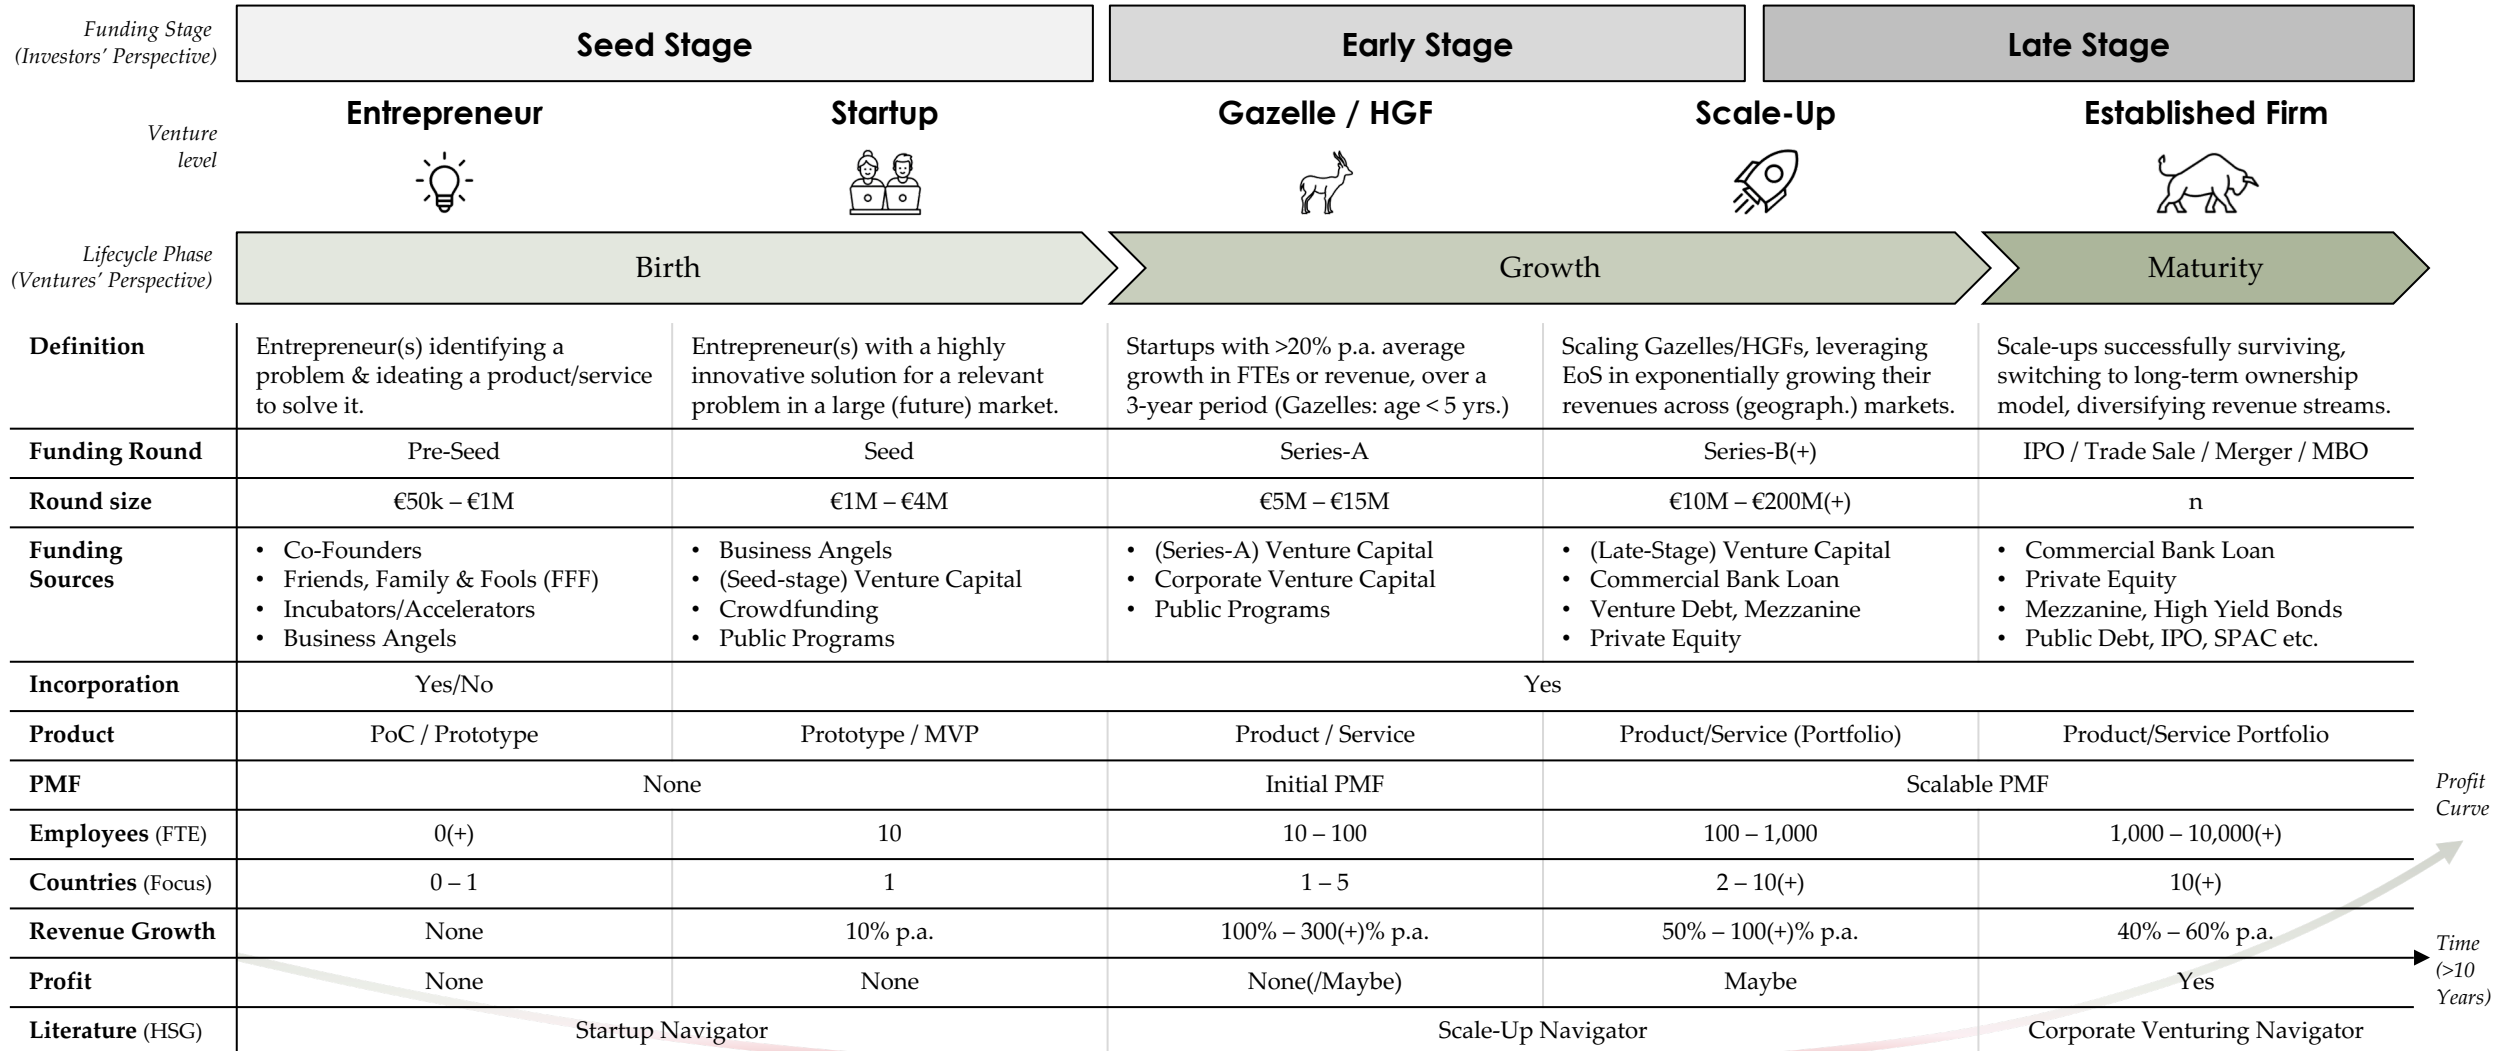 Funding Stage
(Investors' Perspective)
Seed Stage
Early Stage
Late Stage
Venture
level
Entrepreneur
Startup
Gazelle / HGF
Scale-Up
Established Firm
Lifecycle Phase
(Ventures' Perspective)
Birth
Growth
Maturity
Definition
Entrepreneur(s) identifying a
problem & ideating a product/service
to solve it.
Entrepreneur(s) with a highly
innovative solution for a relevant
problem in a large (future) market.
Startups with >20% p.a. average
growth in FTEs or revenue, over a
3-year period (Gazelles: age < 5 yrs.)
Scaling Gazelles/HGFs, leveraging
EoS in exponentially growing their
revenues across (geograph.) markets.
Scale-ups successfully surviving,
switching to long-term ownership
model, diversifying revenue streams.
Funding Round
Pre-Seed
Seed
Series-A
Series-B(+)
IPO / Trade Sale / Merger / MBO
Round size
€50k – €1M
€1M – €4M
€5M – €15M
€10M – €200M(+)
n
Funding
Sources
• Co-Founders
• Friends, Family & Fools (FFF)
• Incubators/Accelerators
• Business Angels
• Business Angels
• (Seed-stage) Venture Capital
• Crowdfunding
• Public Programs
• (Series-A) Venture Capital
• Corporate Venture Capital
• Public Programs
• (Late-Stage) Venture Capital
• Commercial Bank Loan
• Venture Debt, Mezzanine
• Private Equity
• Commercial Bank Loan
• Private Equity
• Mezzanine, High Yield Bonds
• Public Debt, IPO, SPAC etc.
Incorporation
Yes/No
Yes
Product
PoC / Prototype
Prototype / MVP
Product / Service
Product/Service (Portfolio)
Product/Service Portfolio
PMF
None
Initial PMF
Scalable PMF
Profit
Curve
Employees (FTE)
0(+)
10
10 – 100
100 – 1,000
1,000 – 10,000(+)
Countries (Focus)
0 – 1
1
1 – 5
2 – 10(+)
10(+)
Revenue Growth
None
10% p.a.
100% – 300(+)% p.a.
50% – 100(+)% p.a.
40% – 60% p.a.
Time
(>10
Years)
Profit
None
None
None(/Maybe)
Maybe
Yes
Literature (HSG)
Startup Navigator
Scale-Up Navigator
Corporate Venturing Navigator